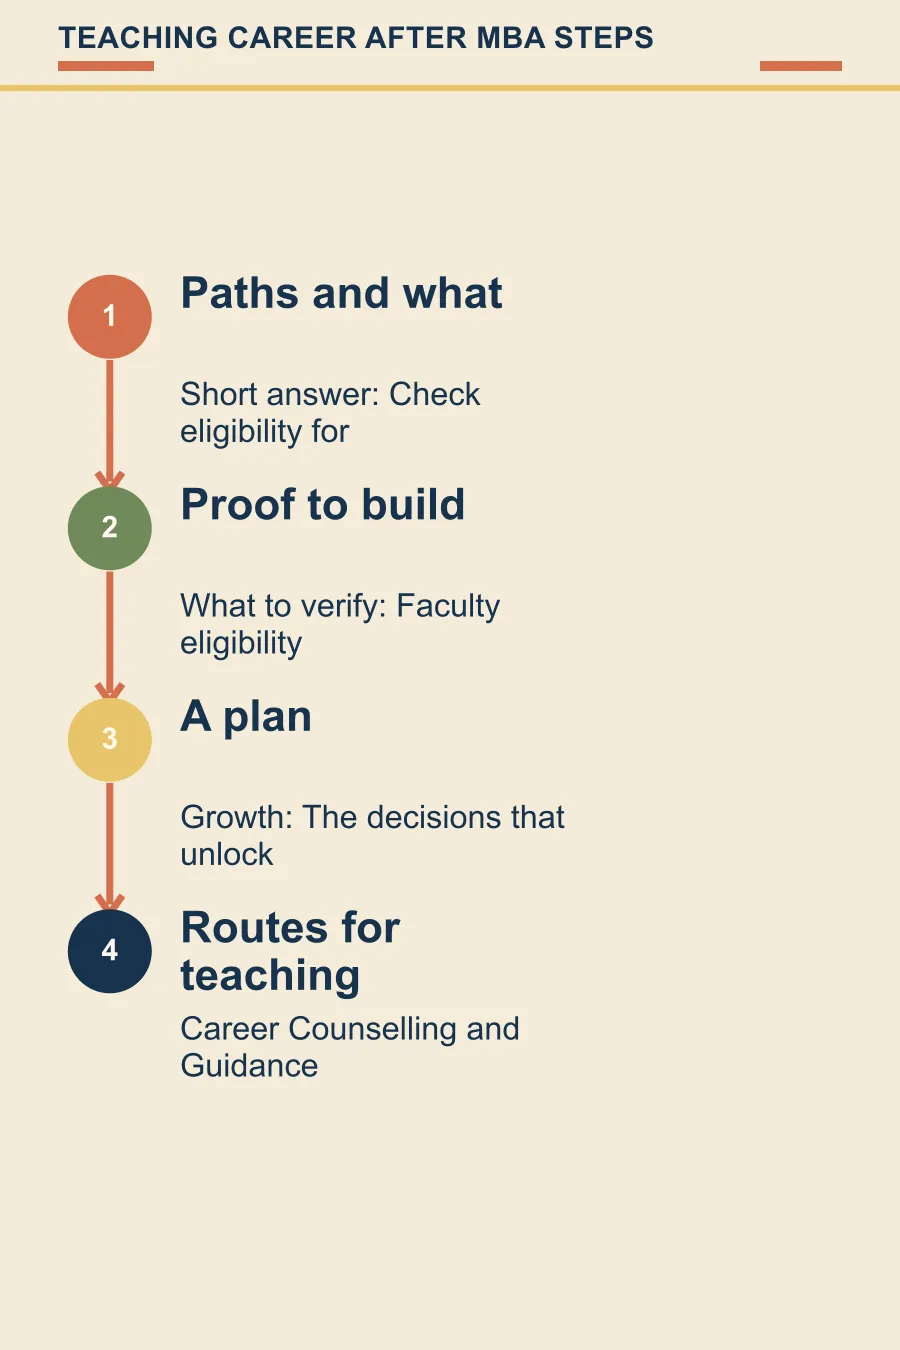 TEACHING CAREER AFTER MBA STEPS
1
Paths and what
Short answer: Check
eligibility for
2
Proof to build
What to verify: Faculty
eligibility
3
A plan
Growth: The decisions that
unlock
4
Routes for
teaching
Career Counselling and
Guidance